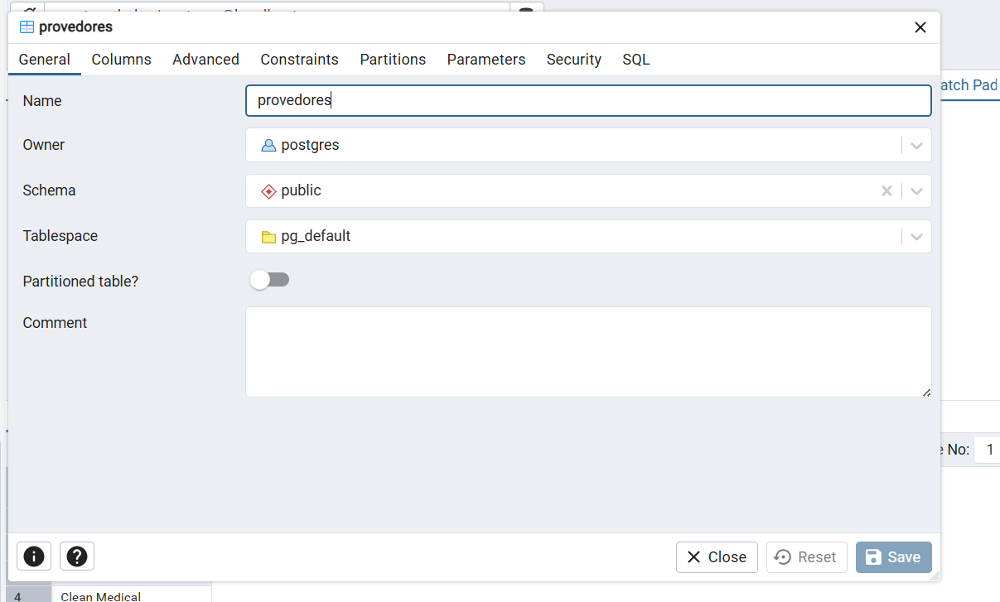 provedores
General Columns Advanced Constraints Partitions Parameters Security SQL
Name provedores
Owner postgres
atch Pad
Schema public
Tablespace pg_default
Partitioned table?
Comment
No: 1
Close Reset Save
4 Clean Medical